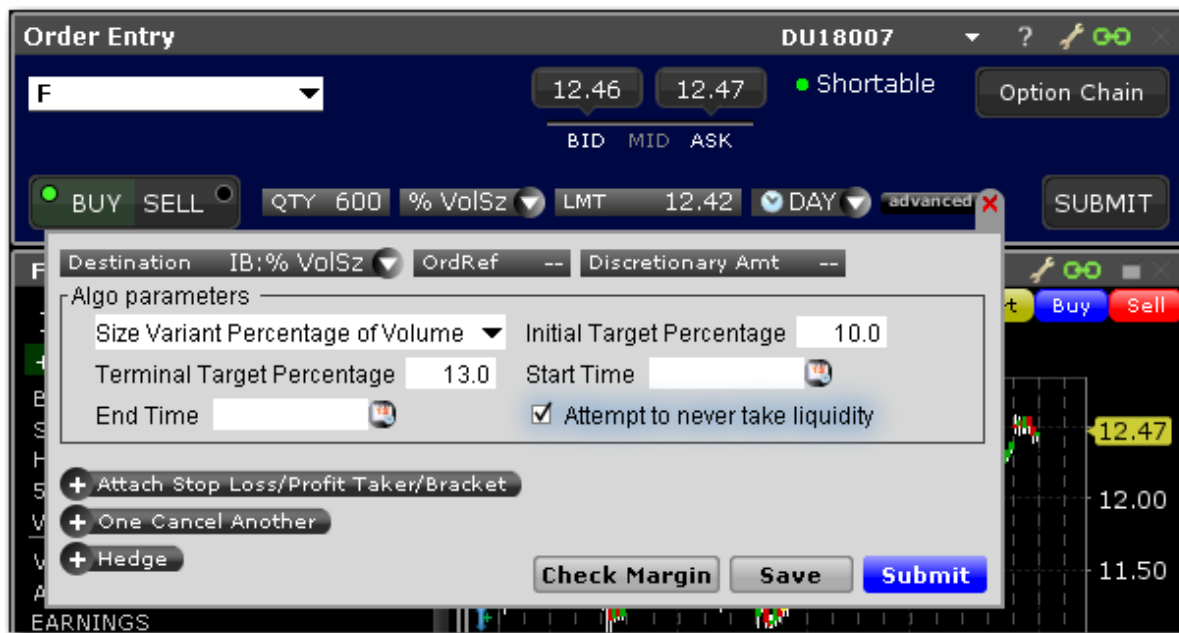 Order Entry DU18007 ?
F 12.46 12.47 Shortable Option Chain
BID MID ASK
BUY SELL QTY 600 % VolSz LMT 12.42 DAY advanced SUBMIT
Destination IB:% VolSz OrdRef -- Discretionary Amt --
Algo parameters
Buy Sell
Size Variant Percentage of Volume Initial Target Percentage 10.0
Terminal Target Percentage 13.0 Start Time
End Time Attempt to never take liquidity
12.47
+ Attach Stop Loss/Profit Taker/Bracket
12.00
+ One Cancel Another
+ Hedge
Check Margin Save Submit
11.50
EARNINGS